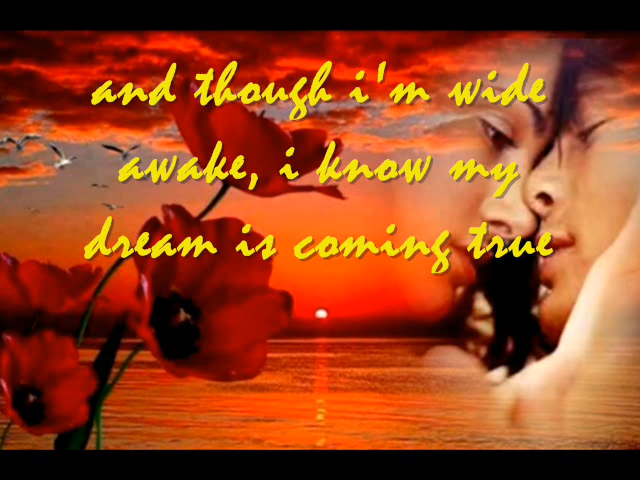 and though i'm wide
awake, i know my
dream is coming true